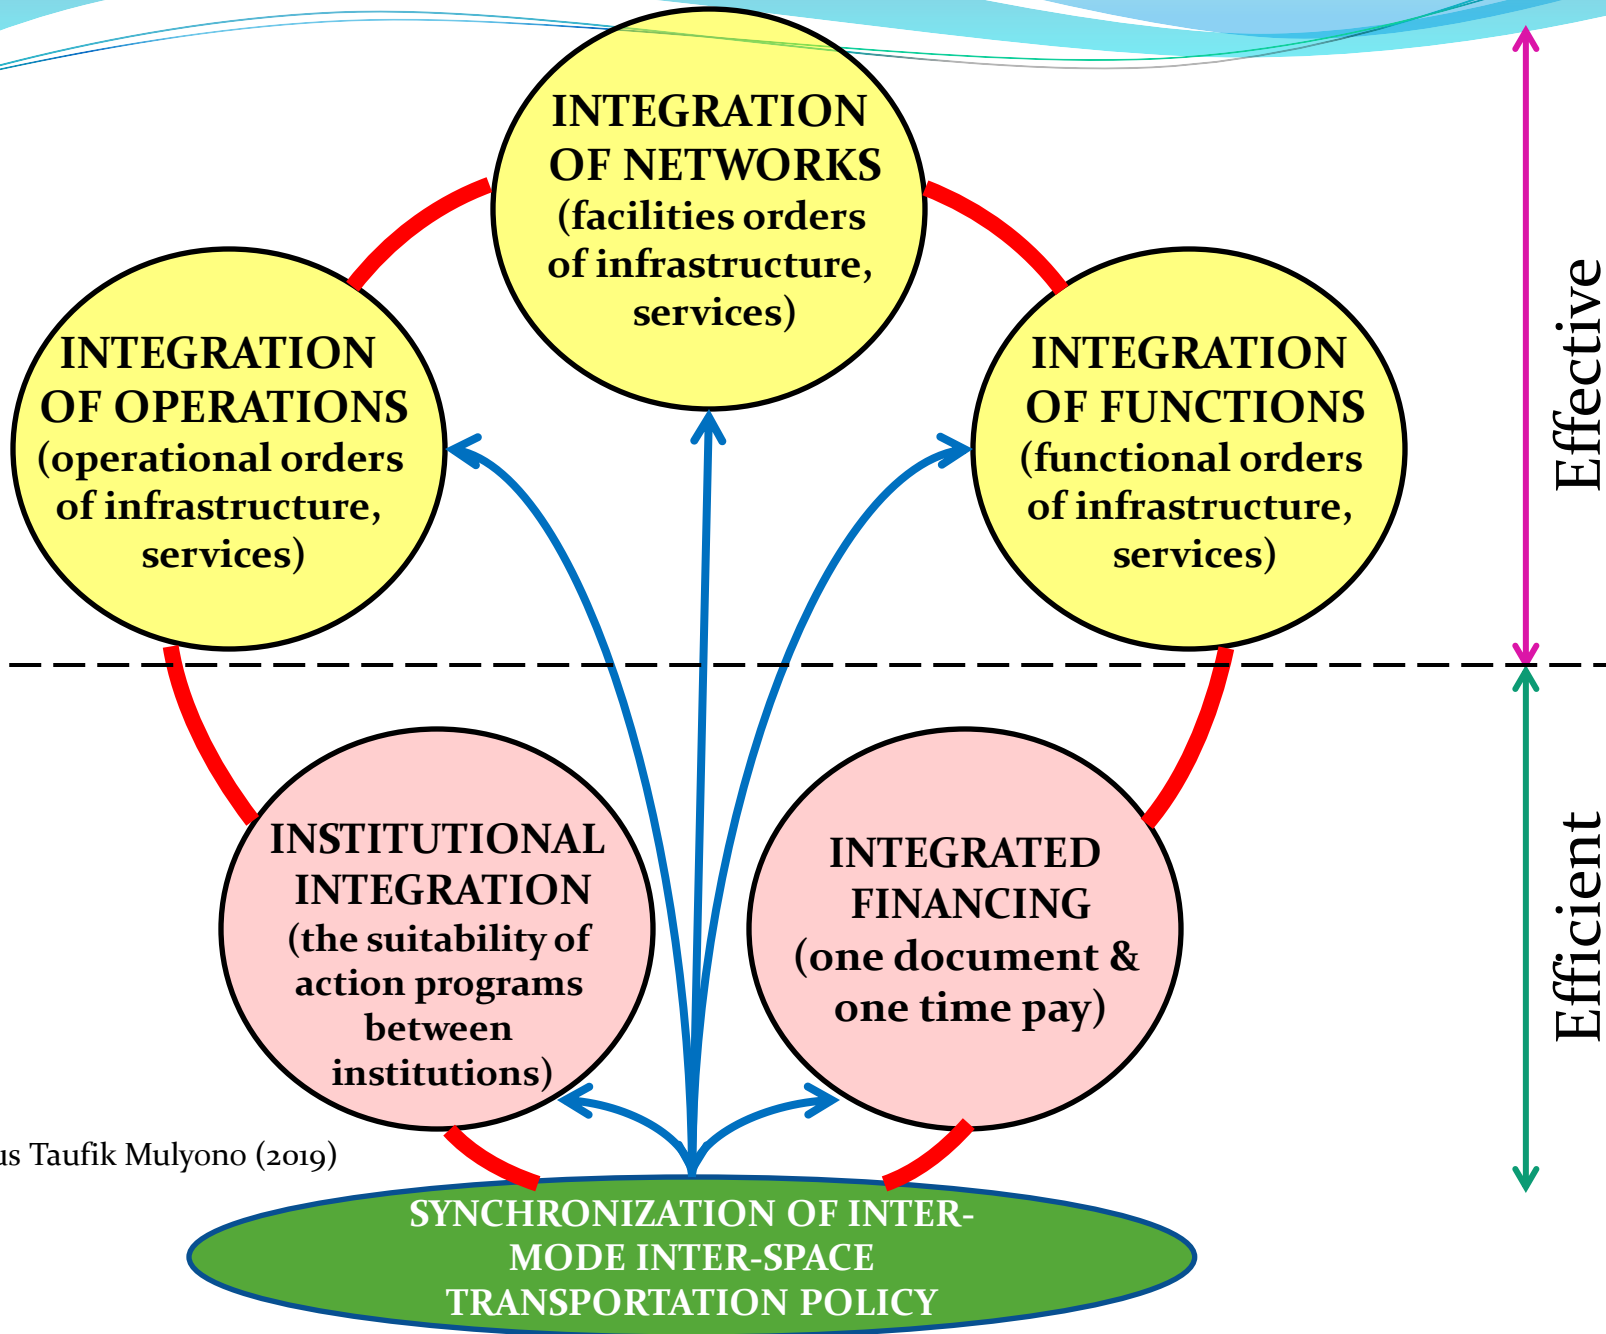 INTEGRATION
OF NETWORKS
(facilities orders
of infrastructure,
services)
INTEGRATION
OF OPERATIONS
(operational orders
of infrastructure,
services)
INTEGRATION
OF FUNCTIONS
(functional orders
of infrastructure,
services)
Effective
INSTITUTIONAL
INTEGRATION
(the suitability of
action programs
between
institutions)
INTEGRATED
FINANCING
(one document &
one time pay)
Efficient
Taufik Mulyono (2019)
SYNCHRONIZATION OF INTER-
MODE INTER-SPACE
TRANSPORTATION POLICY